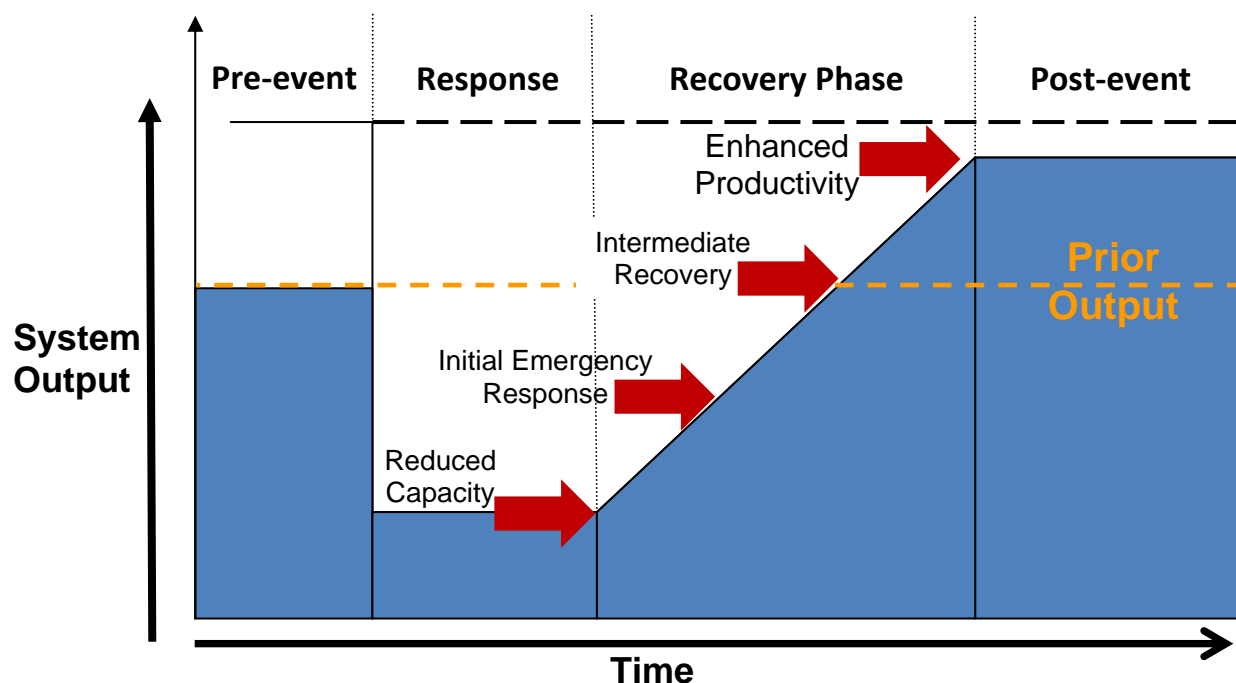 Pre-event
Response
Recovery Phase
Post-event
Enhanced
Productivity
Intermediate
Recovery
Prior
Output
System
Output
Initial Emergency
Response
Reduced
Capacity
Time